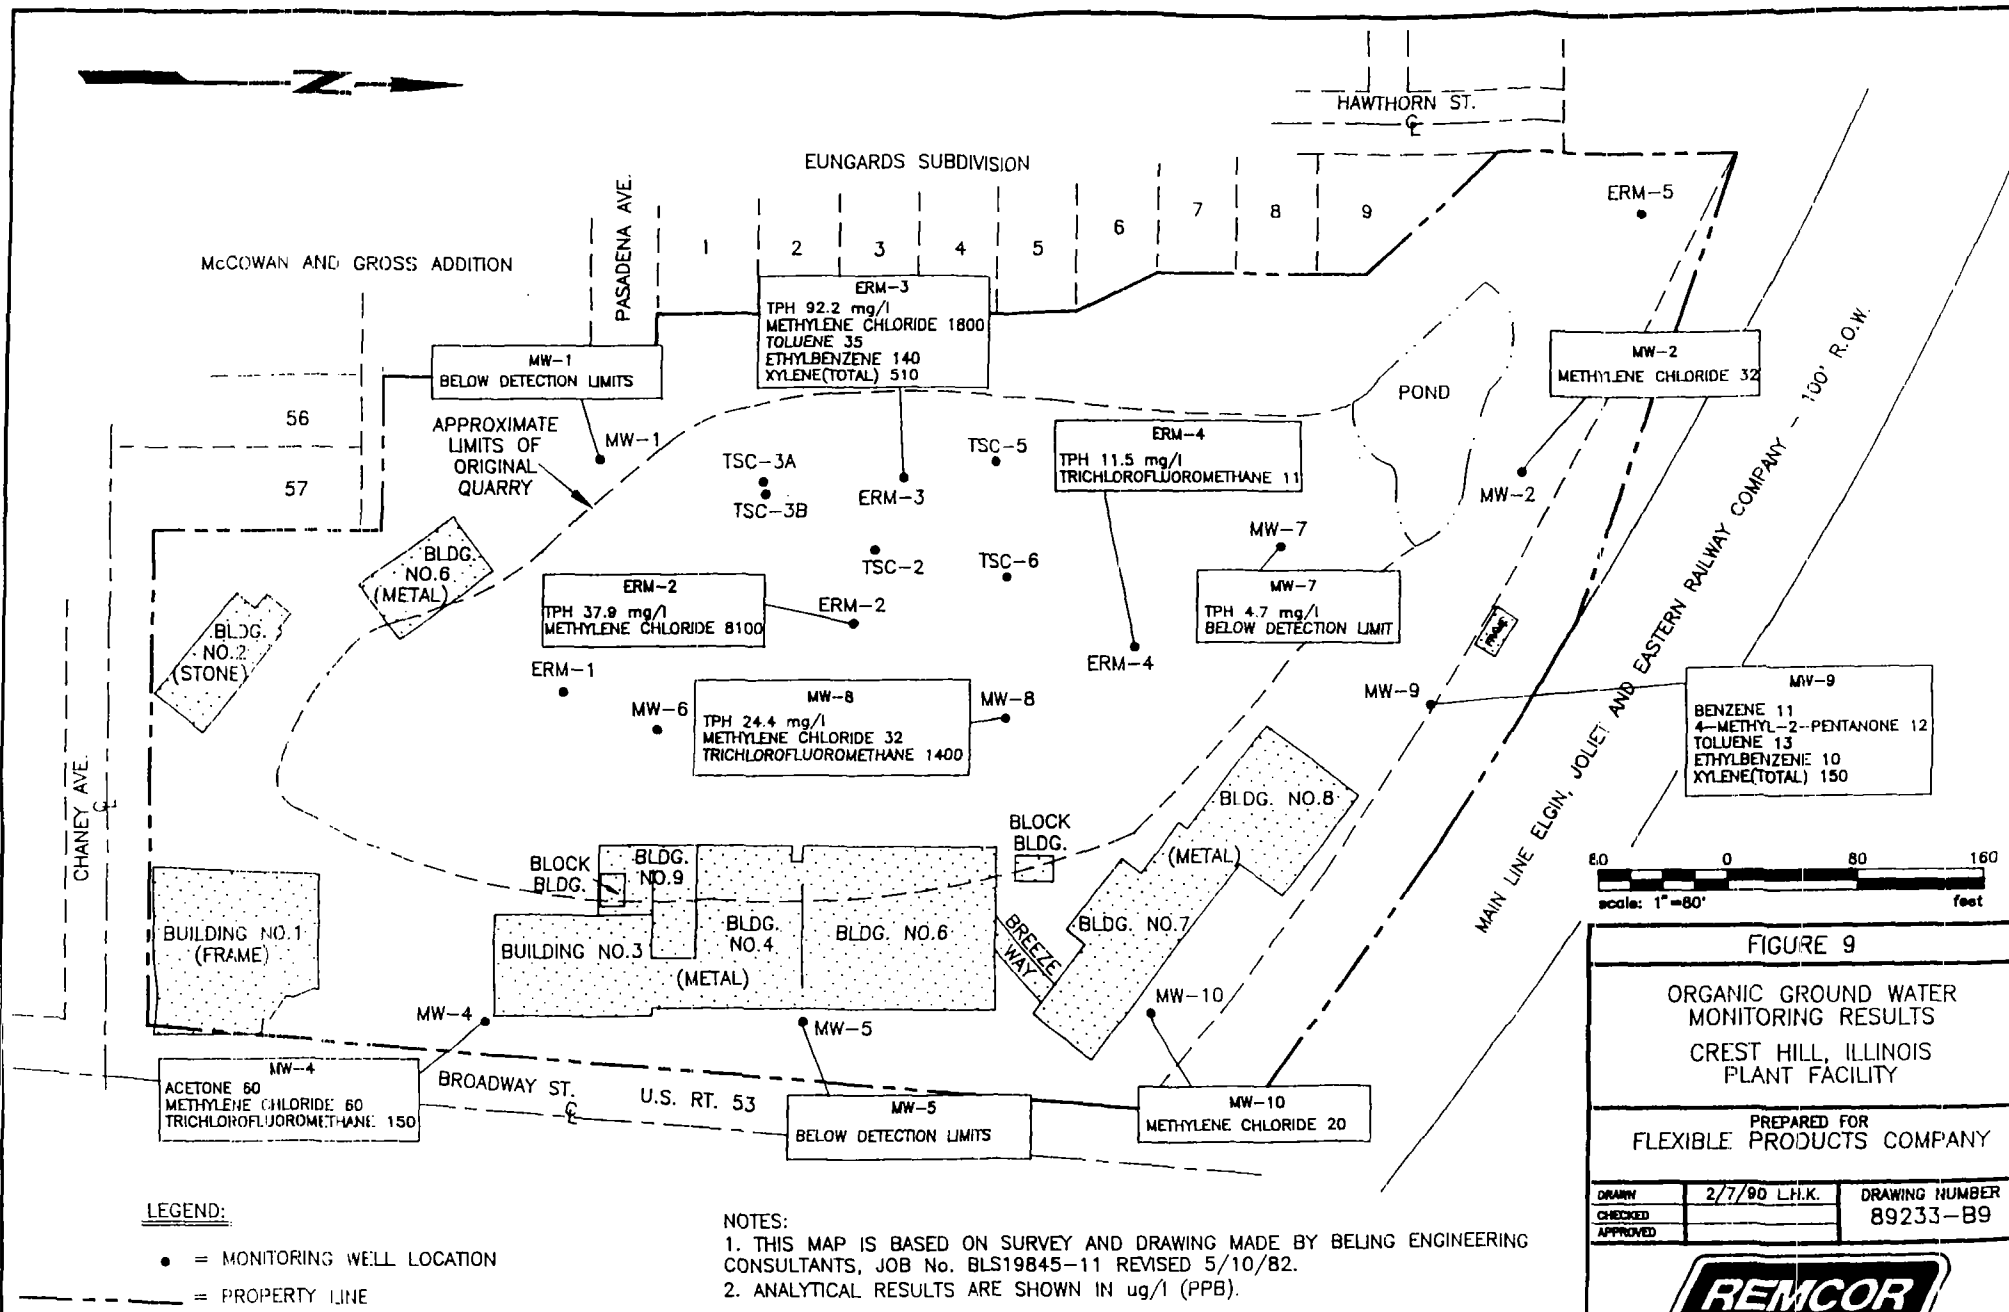 N
HAWTHORN ST.
EUNGARDS SUBDIVISION
ERM-5
PASADENA AVE.
McCOWAN AND GROSS ADDITION
1
2
3
4
5
6
7
8
9
ERM-3
TPH 92.2 mg/l
METHYLENE CHLORIDE 1800
TOLUENE 35
ETHYLBENZENE 140
XYLENE(TOTAL) 510
MW-1
BELOW DETECTION LIMITS
MW-2
METHYLENE CHLORIDE 32
POND
56
57
APPROXIMATE
LIMITS OF
ORIGINAL
QUARRY
MW-1
TSC-3A
TSC-3B
ERM-3
TSC-5
ERM-4
TPH 11.5 mg/l
TRICHLOROFLUOROMETHANE 11
MW-2
MW-7
TSC-2
TSC-6
BLDG.
NO.6
(METAL)
ERM-2
TPH 37.9 mg/l
METHYLENE CHLORIDE 8100
ERM-2
MW-7
TPH 4.7 mg/l
BELOW DETECTION LIMIT
BLDG.
NO.2
(STONE)
ERM-1
ERM-4
MW-6
MW-8
TPH 24.4 mg/l
METHYLENE CHLORIDE 32
TRICHLOROFLUOROMETHANE 1400
MW-8
MW-9
MW-9
BENZENE 11
4-METHYL-2-PENTANONE 12
TOLUENE 13
ETHYLBENZENE 10
XYLENE(TOTAL) 150
MAIN LINE ELGIN, JOLIET AND EASTERN RAILWAY COMPANY - 100' R.O.W.
CHANEY AVE.
BLOCK
BLDG.
BLDG.
NO.9
BLOCK
BLDG.
BLDG. NO.8
(METAL)
BUILDING NO.1
(FRAME)
BUILDING NO.3
BLDG.
NO.4
BLDG. NO.6
(METAL)
BREEZE
WAY
BLDG. NO.7
MW-4
MW-5
MW-10
MW-4
ACETONE 60
METHYLENE CHLORIDE 60
TRICHLOROFLUOROMETHANE 150
BROADWAY ST.
U.S. RT. 53
MW-5
BELOW DETECTION LIMITS
MW-10
METHYLENE CHLORIDE 20
80 0 80 160
scale: 1"=80' feet
FIGURE 9
ORGANIC GROUND WATER
MONITORING RESULTS
CREST HILL, ILLINOIS
PLANT FACILITY
PREPARED FOR
FLEXIBLE PRODUCTS COMPANY
DRAWN 2/7/90 L.H.K.
CHECKED
APPROVED
DRAWING NUMBER
89233-B9
REMCOR
LEGEND:
= MONITORING WELL LOCATION
= PROPERTY LINE
NOTES:
1. THIS MAP IS BASED ON SURVEY AND DRAWING MADE BY BELING ENGINEERING
CONSULTANTS, JOB No. BLS19845-11 REVISED 5/10/82.
2. ANALYTICAL RESULTS ARE SHOWN IN ug/l (PPB).